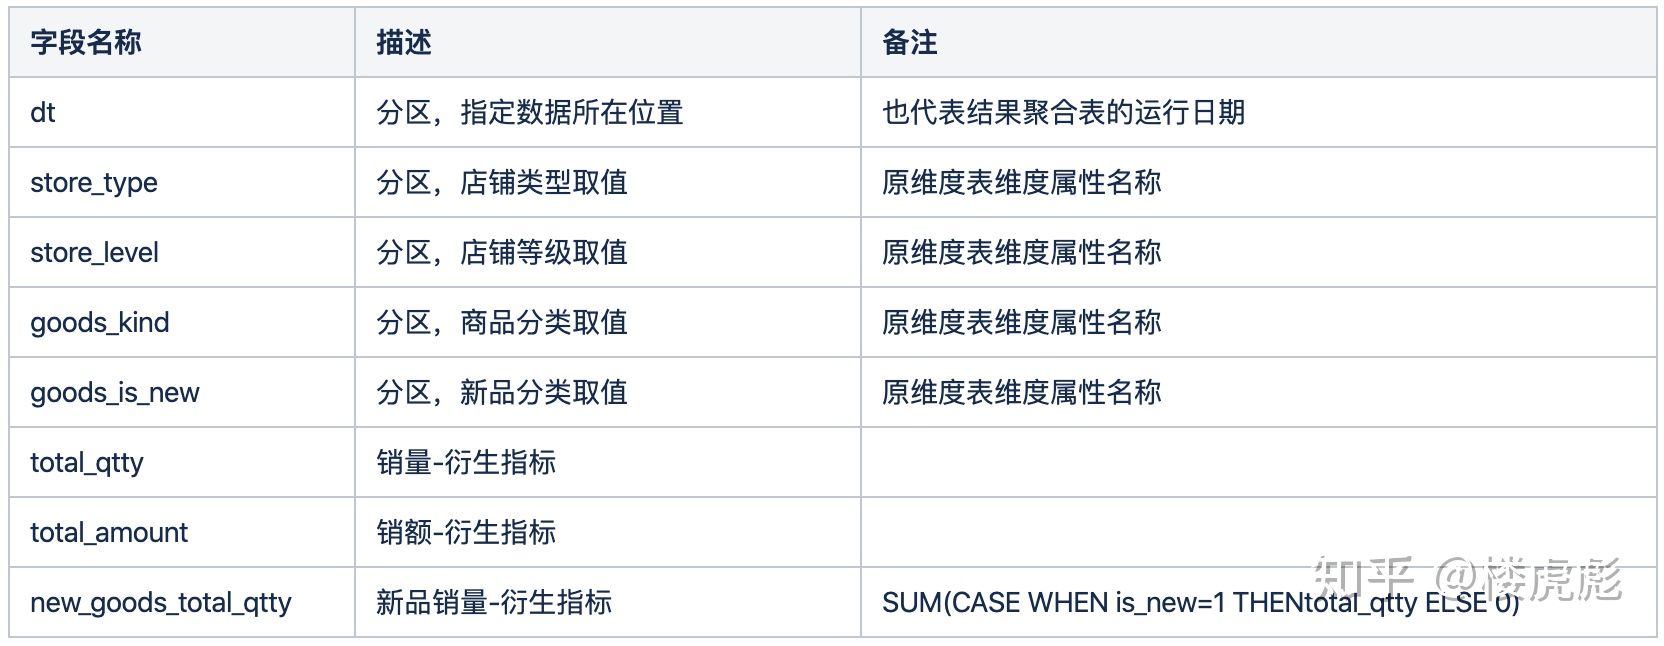 字段名称 描述 备注
dt 分区，指定数据所在位置 也代表结果聚合表的运行日期
store_type 分区，店铺类型取值 原维度表维度属性名称
store_level 分区，店铺等级取值 原维度表维度属性名称
goods_kind 分区，商品分类取值 原维度表维度属性名称
goods_is_new 分区，新品分类取值 原维度表维度属性名称
total_qtty 销量-衍生指标
total_amount 销额-衍生指标
new_goods_total_qtty 新品销量-衍生指标 SUM(CASE WHEN is_new=1 THENtotal_qtty ELSE 0)
知乎 @楼虎彪